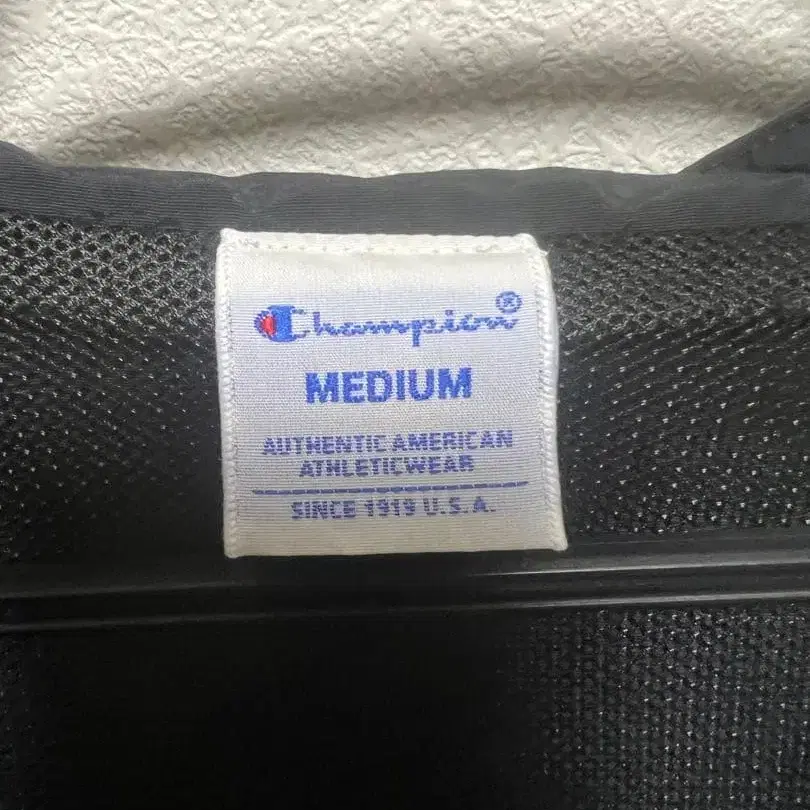 Champion®
MEDIUM
AUTHENTIC AMERICAN
ATHLETICWEAR
SINCE 1919 U.S.A.